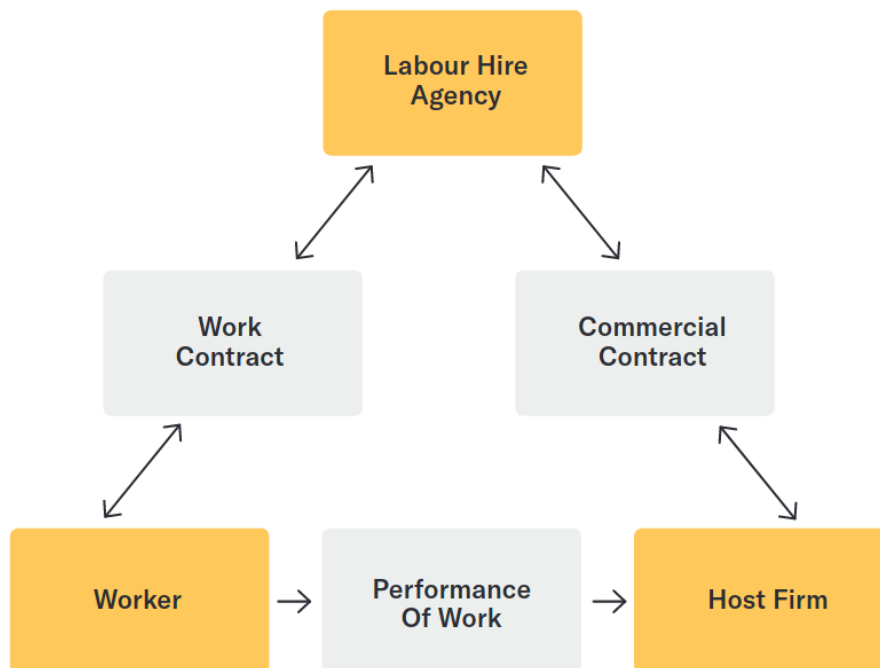 Labour Hire
Agency
Work
Contract
Commercial
Contract
Worker
Performance
Of Work
Host Firm